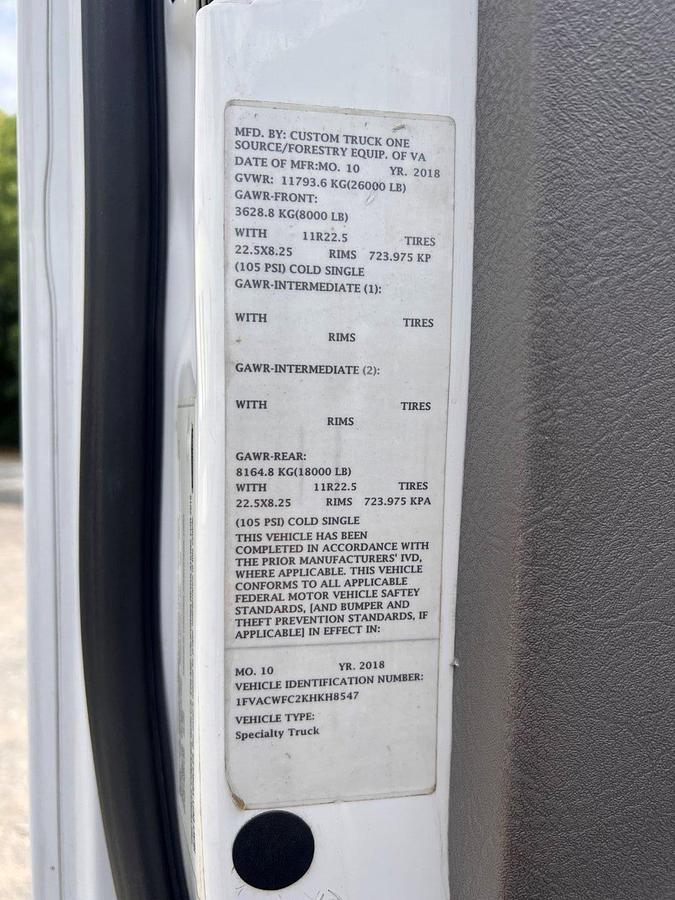 MFD. BY: CUSTOM TRUCK ONE
SOURCE/FORESTRY EQUIP. OF VA
DATE OF MFR:MO. 10 YR. 2018
GVWR: 11793.6 KG(26000 LB)
GAWR-FRONT:
3628.8 KG(8000 LB)
WITH 11R22.5 TIRES
22.5X8.25 RIMS 723.975 KP
(105 PSI) COLD SINGLE
GAWR-INTERMEDIATE (1):
WITH TIRES
RIMS
GAWR-INTERMEDIATE (2):
WITH TIRES
RIMS
GAWR-REAR:
8164.8 KG(18000 LB)
WITH 11R22.5 TIRES
22.5X8.25 RIMS 723.975 KPA
(105 PSI) COLD SINGLE
THIS VEHICLE HAS BEEN
COMPLETED IN ACCORDANCE WITH
THE PRIOR MANUFACTURERS' IVD,
WHERE APPLICABLE. THIS VEHICLE
CONFORMS TO ALL APPLICABLE
FEDERAL MOTOR VEHICLE SAFTEY
STANDARDS, [AND BUMPER AND
THEFT PREVENTION STANDARDS, IF
APPLICABLE] IN EFFECT IN:
MO. 10 YR. 2018
VEHICLE IDENTIFICATION NUMBER:
1FVACWFC2KHKH8547
VEHICLE TYPE:
Specialty Truck